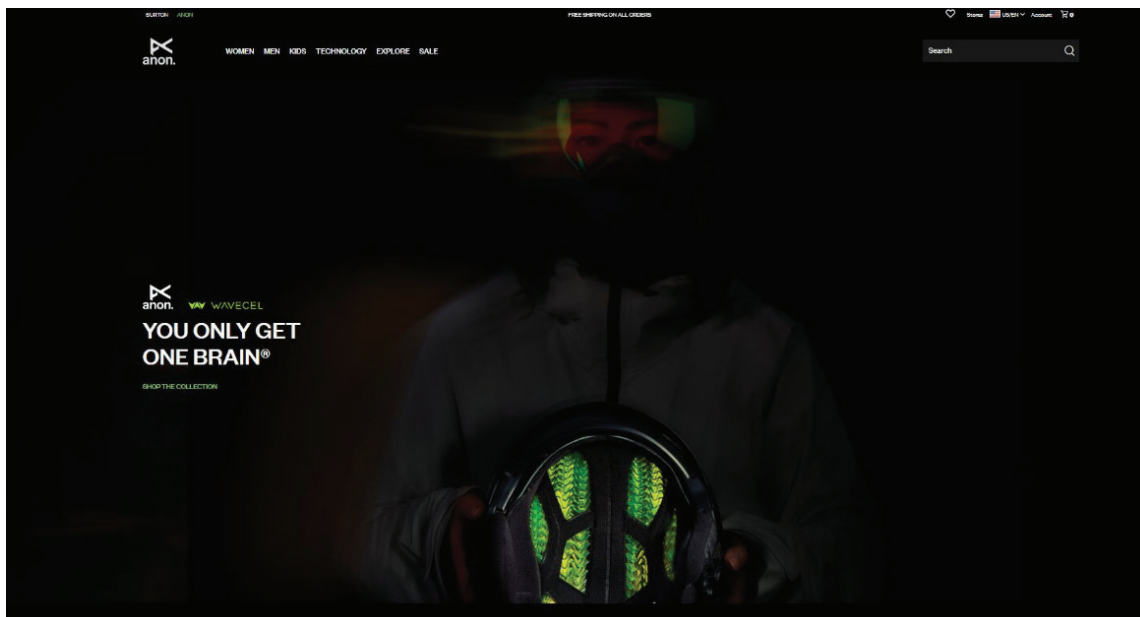 BURTON ANON
FREE SHIPPING ON ALL ORDERS
Stores US/EN Account 0
anon.
WOMEN MEN KIDS TECHNOLOGY EXPLORE SALE
Search
anon. WAVECEL
YOU ONLY GET
ONE BRAIN®
SHOP THE COLLECTION